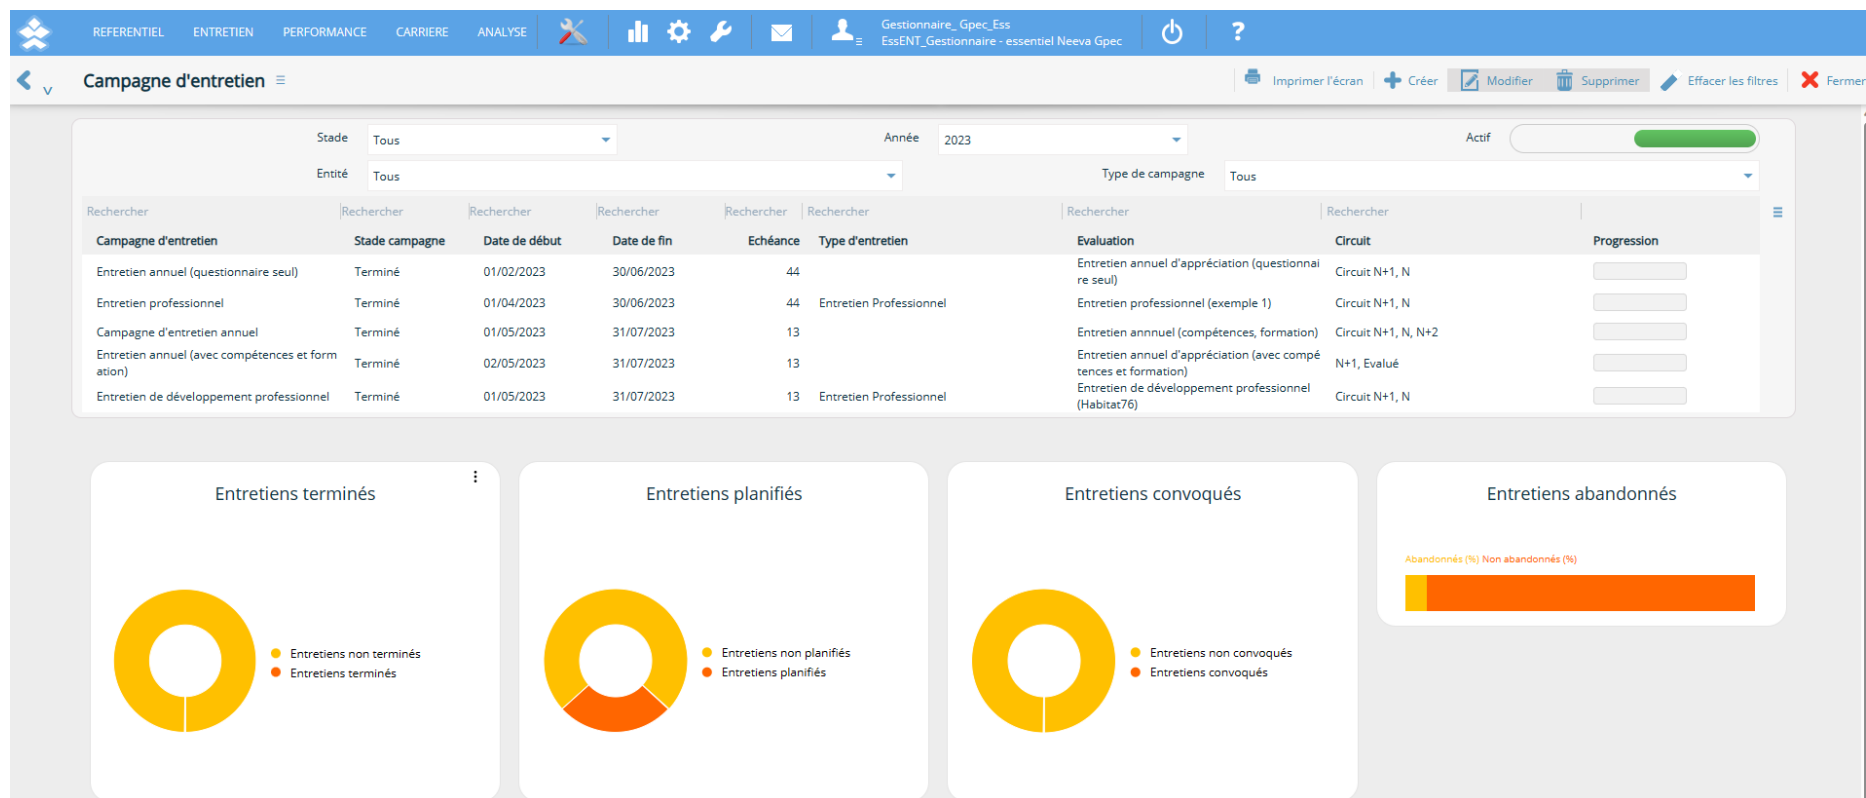 REFERENTIEL ENTRETIEN PERFORMANCE CARRIERE ANALYSE
Gestionnaire_ Gpec_Ess
EssENT_Gestionnaire - essentiel Neeva Gpec
?
Campagne d'entretien
Imprimer l'écran Créer Modifier Supprimer Effacer les filtres Fermer
Stade Tous Année 2023 Actif
Entité Tous Type de campagne Tous
Rechercher Rechercher Rechercher Rechercher Rechercher Rechercher Rechercher Rechercher
Campagne d'entretien Stade campagne Date de début Date de fin Echéance Type d'entretien Evaluation Circuit Progression
Entretien annuel (questionnaire seul) Terminé 01/02/2023 30/06/2023 44 Entretien annuel d'appréciation (questionnai
re seul) Circuit N+1, N
Entretien professionnel Terminé 01/04/2023 30/06/2023 44 Entretien Professionnel Entretien professionnel (exemple 1) Circuit N+1, N
Campagne d'entretien annuel Terminé 01/05/2023 31/07/2023 13 Entretien annnuel (compétences, formation) Circuit N+1, N, N+2
Entretien annuel (avec compétences et form
ation) Terminé 02/05/2023 31/07/2023 13 Entretien annuel d'appréciation (avec compé
tences et formation) N+1, Evalué
Entretien de développement professionnel Terminé 01/05/2023 31/07/2023 13 Entretien Professionnel Entretien de développement professionnel
(Habitat76) Circuit N+1, N
Entretiens terminés
Entretiens non terminés
Entretiens terminés
Entretiens planifiés
Entretiens non planifiés
Entretiens planifiés
Entretiens convoqués
Entretiens non convoqués
Entretiens convoqués
Entretiens abandonnés
Abandonnés (%) Non abandonnés (%)